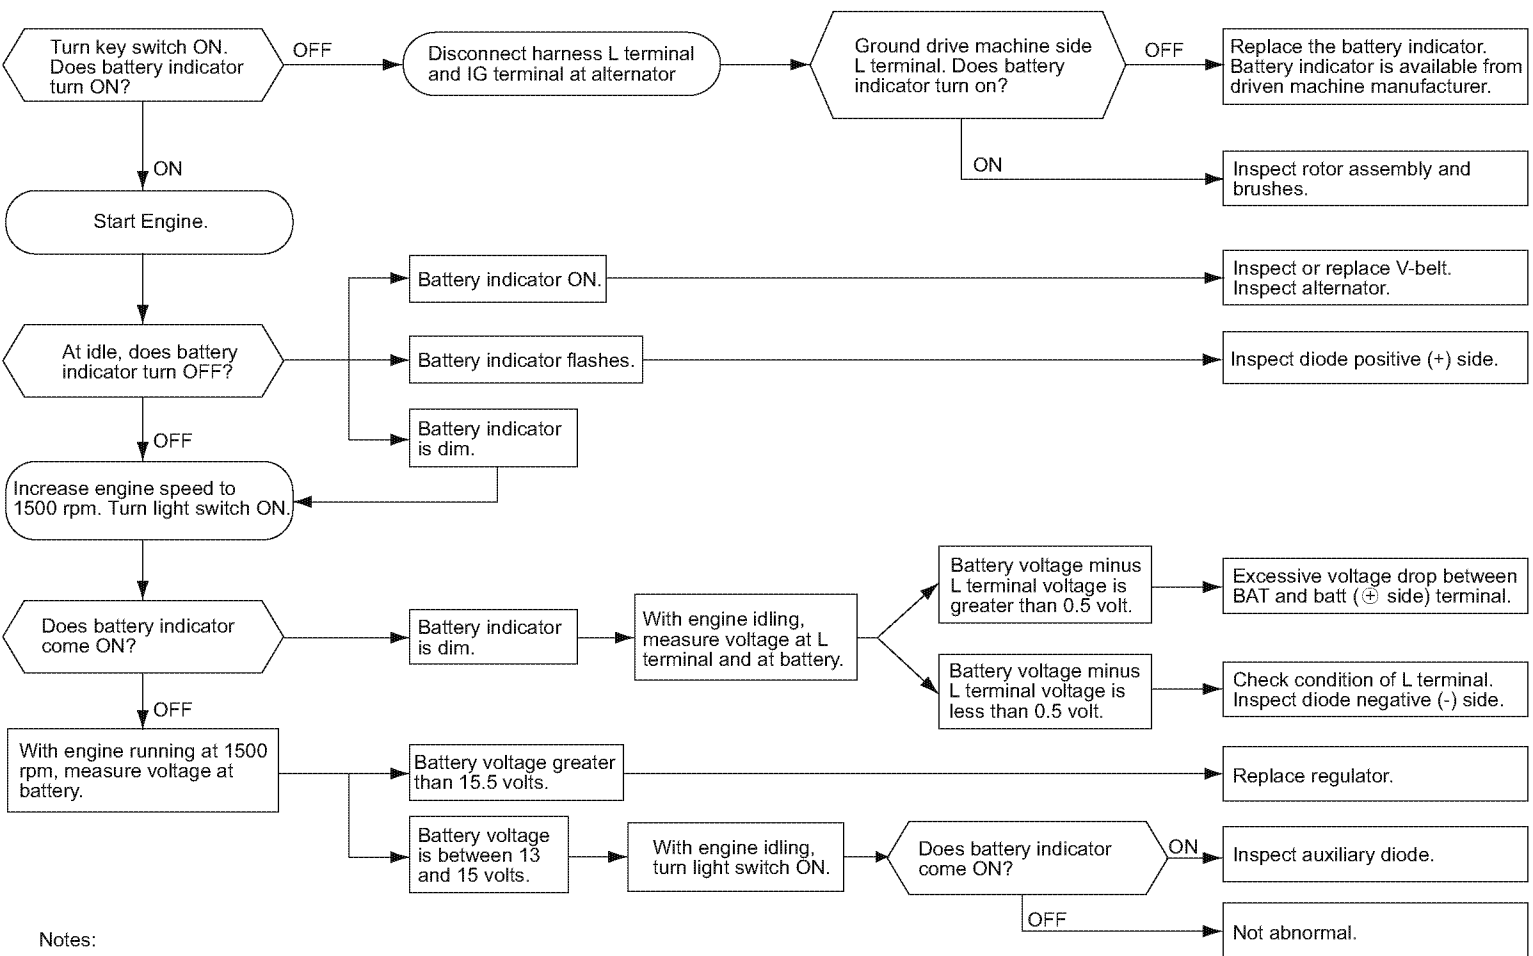 Turn key switch ON.
Does battery indicator
turn ON?
OFF
Disconnect harness L terminal
and IG terminal at alternator
Ground drive machine side
L terminal. Does battery
indicator turn on?
OFF
Replace the battery indicator.
Battery indicator is available from
driven machine manufacturer.
ON
Inspect rotor assembly and
brushes.
ON
Start Engine.
At idle, does battery
indicator turn OFF?
Battery indicator ON.
Inspect or replace V-belt.
Inspect alternator.
Battery indicator flashes.
Inspect diode positive (+) side.
Battery indicator
is dim.
OFF
Increase engine speed to
1500 rpm. Turn light switch ON.
Does battery indicator
come ON?
Battery indicator
is dim.
With engine idling,
measure voltage at L
terminal and at battery.
Battery voltage minus
L terminal voltage is
greater than 0.5 volt.
Excessive voltage drop between
BAT and batt (⊕ side) terminal.
Battery voltage minus
L terminal voltage is
less than 0.5 volt.
Check condition of L terminal.
Inspect diode negative (-) side.
OFF
With engine running at 1500
rpm, measure voltage at
battery.
Battery voltage greater
than 15.5 volts.
Replace regulator.
Battery voltage
is between 13
and 15 volts.
With engine idling,
turn light switch ON.
Does battery indicator
come ON?
ON
Inspect auxiliary diode.
OFF
Not abnormal.
Notes: